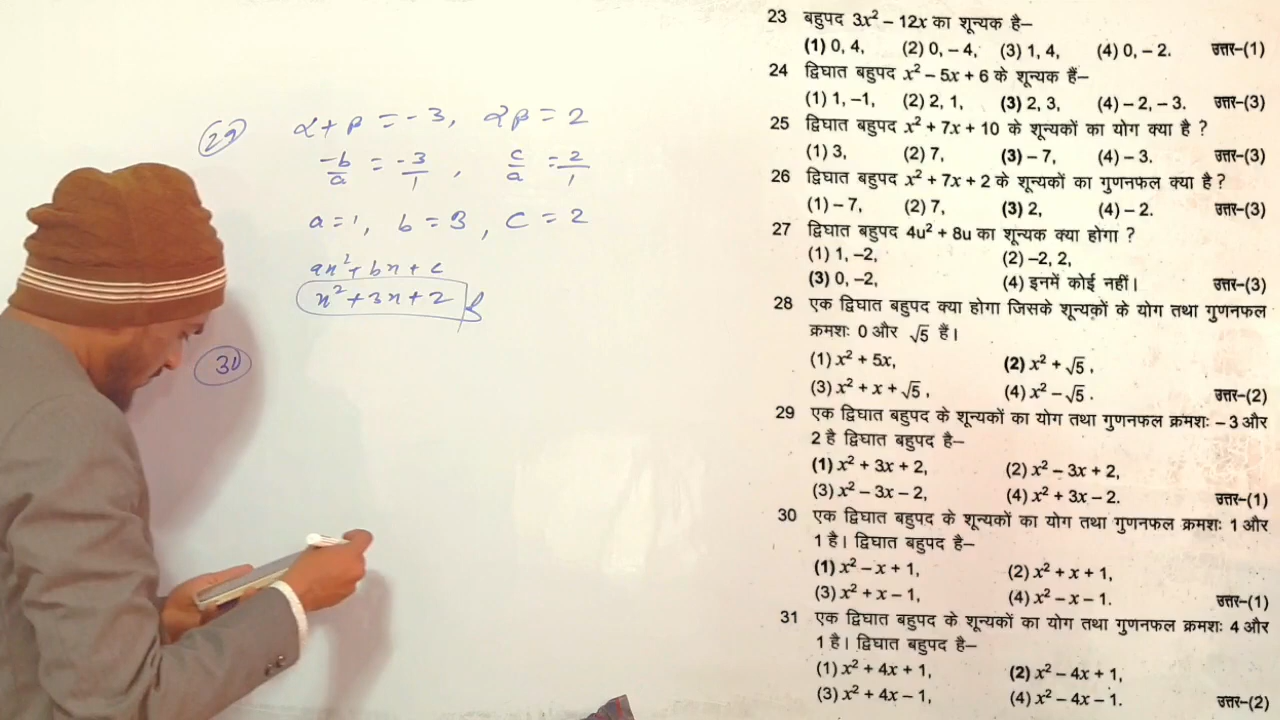 29
α+β = -3, αβ = 2
-b/a = -3/1, c/a = 2/1
a=1, b=3, c=2
ax²+bx+c
x²+3x+2
30
23 बहुपद 3x² – 12x का शून्यक है–
(1) 0, 4, (2) 0, – 4, (3) 1, 4, (4) 0, – 2. उत्तर–(1)
24 द्विघात बहुपद x² – 5x + 6 के शून्यक हैं–
(1) 1, –1, (2) 2, 1, (3) 2, 3, (4) – 2, – 3. उत्तर–(3)
25 द्विघात बहुपद x² + 7x + 10 के शून्यकों का योग क्या है ?
(1) 3, (2) 7, (3) – 7, (4) – 3. उत्तर–(3)
26 द्विघात बहुपद x² + 7x + 2 के शून्यकों का गुणनफल क्या है ?
(1) – 7, (2) 7, (3) 2, (4) – 2. उत्तर–(3)
27 द्विघात बहुपद 4u² + 8u का शून्यक क्या होगा ?
(1) 1, –2, (2) –2, 2,
(3) 0, –2, (4) इनमें कोई नहीं। उत्तर–(3)
28 एक द्विघात बहुपद क्या होगा जिसके शून्यकों के योग तथा गुणनफल
क्रमशः 0 और √5 हैं।
(1) x² + 5x, (2) x² + √5,
(3) x² + x + √5, (4) x² – √5. उत्तर–(2)
29 एक द्विघात बहुपद के शून्यकों का योग तथा गुणनफल क्रमशः – 3 और
2 है द्विघात बहुपद है–
(1) x² + 3x + 2, (2) x² – 3x + 2,
(3) x² – 3x – 2, (4) x² + 3x – 2. उत्तर–(1)
30 एक द्विघात बहुपद के शून्यकों का योग तथा गुणनफल क्रमशः 1 और
1 है। द्विघात बहुपद है–
(1) x² – x + 1, (2) x² + x + 1,
(3) x² + x – 1, (4) x² – x – 1. उत्तर–(1)
31 एक द्विघात बहुपद के शून्यकों का योग तथा गुणनफल क्रमशः 4 और
1 है। द्विघात बहुपद है–
(1) x² + 4x + 1, (2) x² – 4x + 1,
(3) x² + 4x – 1, (4) x² – 4x – 1. उत्तर–(2)